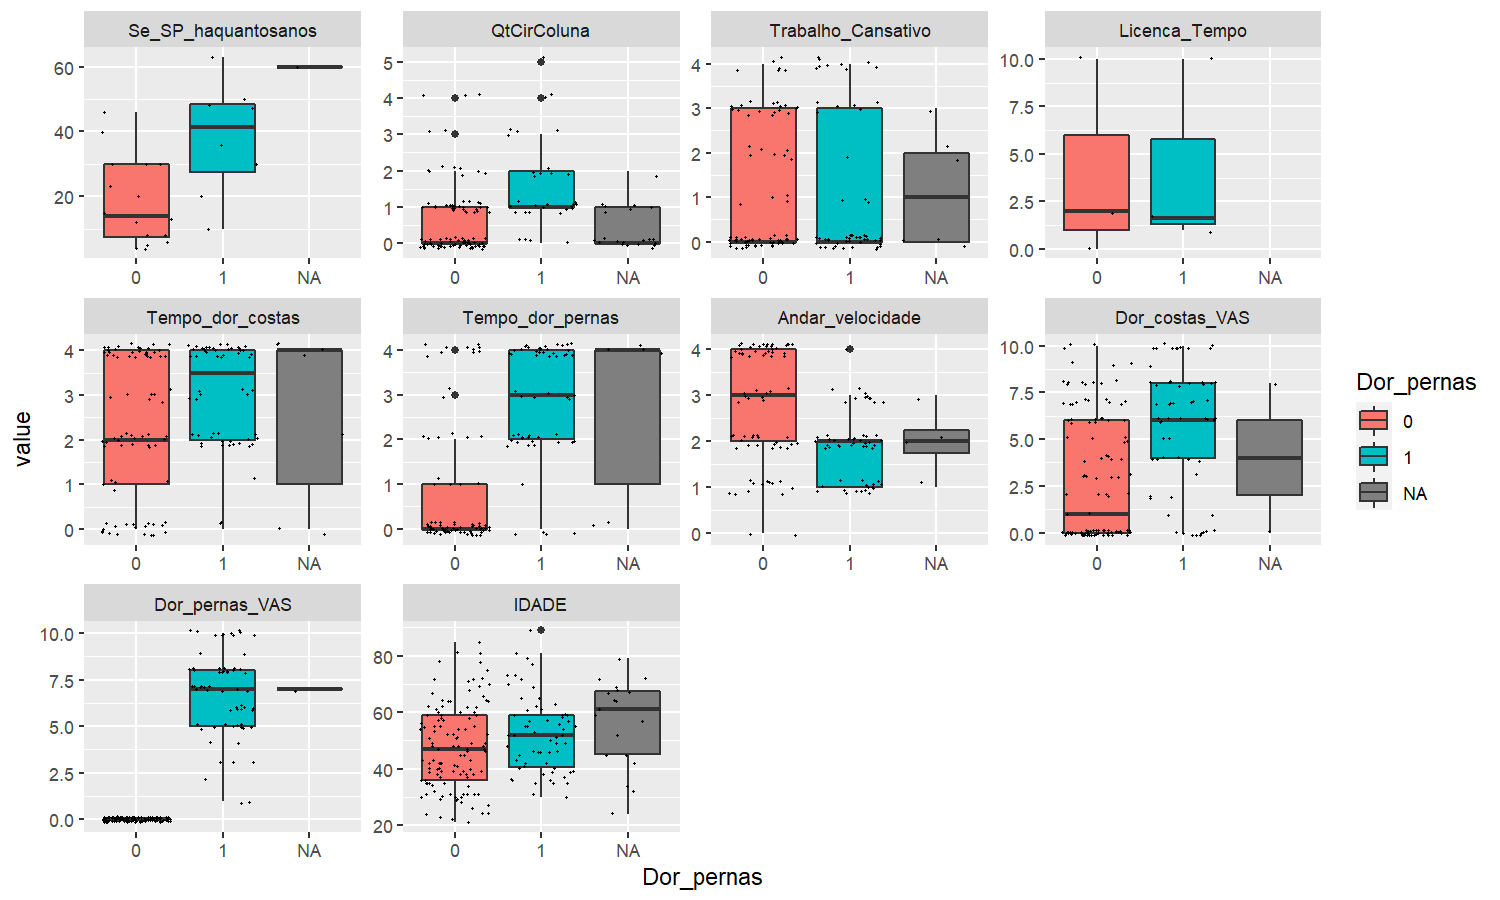 Se_SP_haquantosanos
QtCirColuna
Trabalho_Cansativo
Licenca_Tempo
60
40
20
0 1 NA
5
4
3
2
1
0
0 1 NA
4
3
2
1
0
0 1 NA
10.0
7.5
5.0
2.5
0.0
0 1 NA
Tempo_dor_costas
Tempo_dor_pernas
Andar_velocidade
Dor_costas_VAS
value
4
3
2
1
0
0 1 NA
4
3
2
1
0
0 1 NA
4
3
2
1
0
0 1 NA
10.0
7.5
5.0
2.5
0.0
0 1 NA
Dor_pernas
0
1
NA
Dor_pernas_VAS
IDADE
10.0
7.5
5.0
2.5
0.0
0 1 NA
80
60
40
20
0 1 NA
Dor_pernas